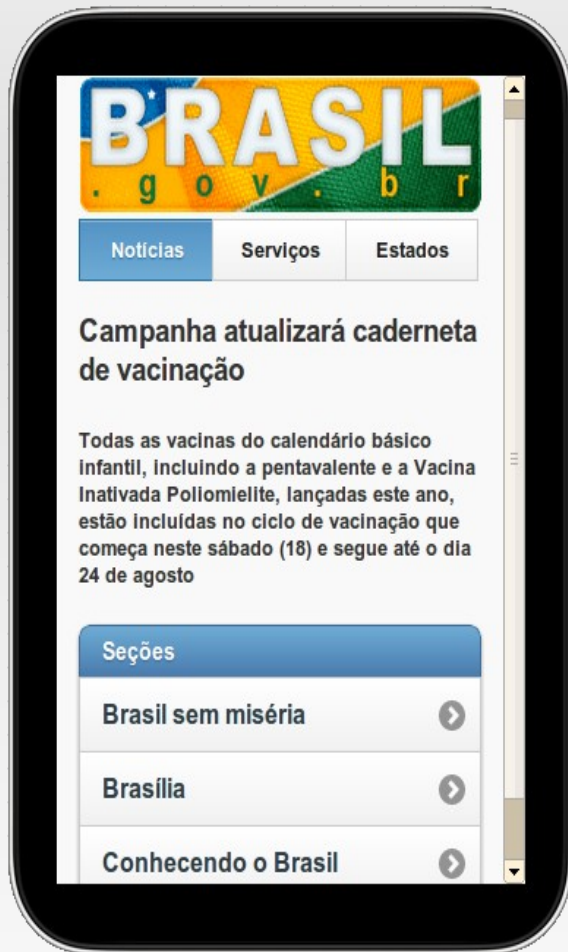 BRASIL
.gov.br
Notícias Serviços Estados
Campanha atualizará caderneta
de vacinação
Todas as vacinas do calendário básico
infantil, incluindo a pentavalente e a Vacina
Inativada Poliomielite, lançadas este ano,
estão incluídas no ciclo de vacinação que
começa neste sábado (18) e segue até o dia
24 de agosto
Seções
Brasil sem miséria
Brasília
Conhecendo o Brasil